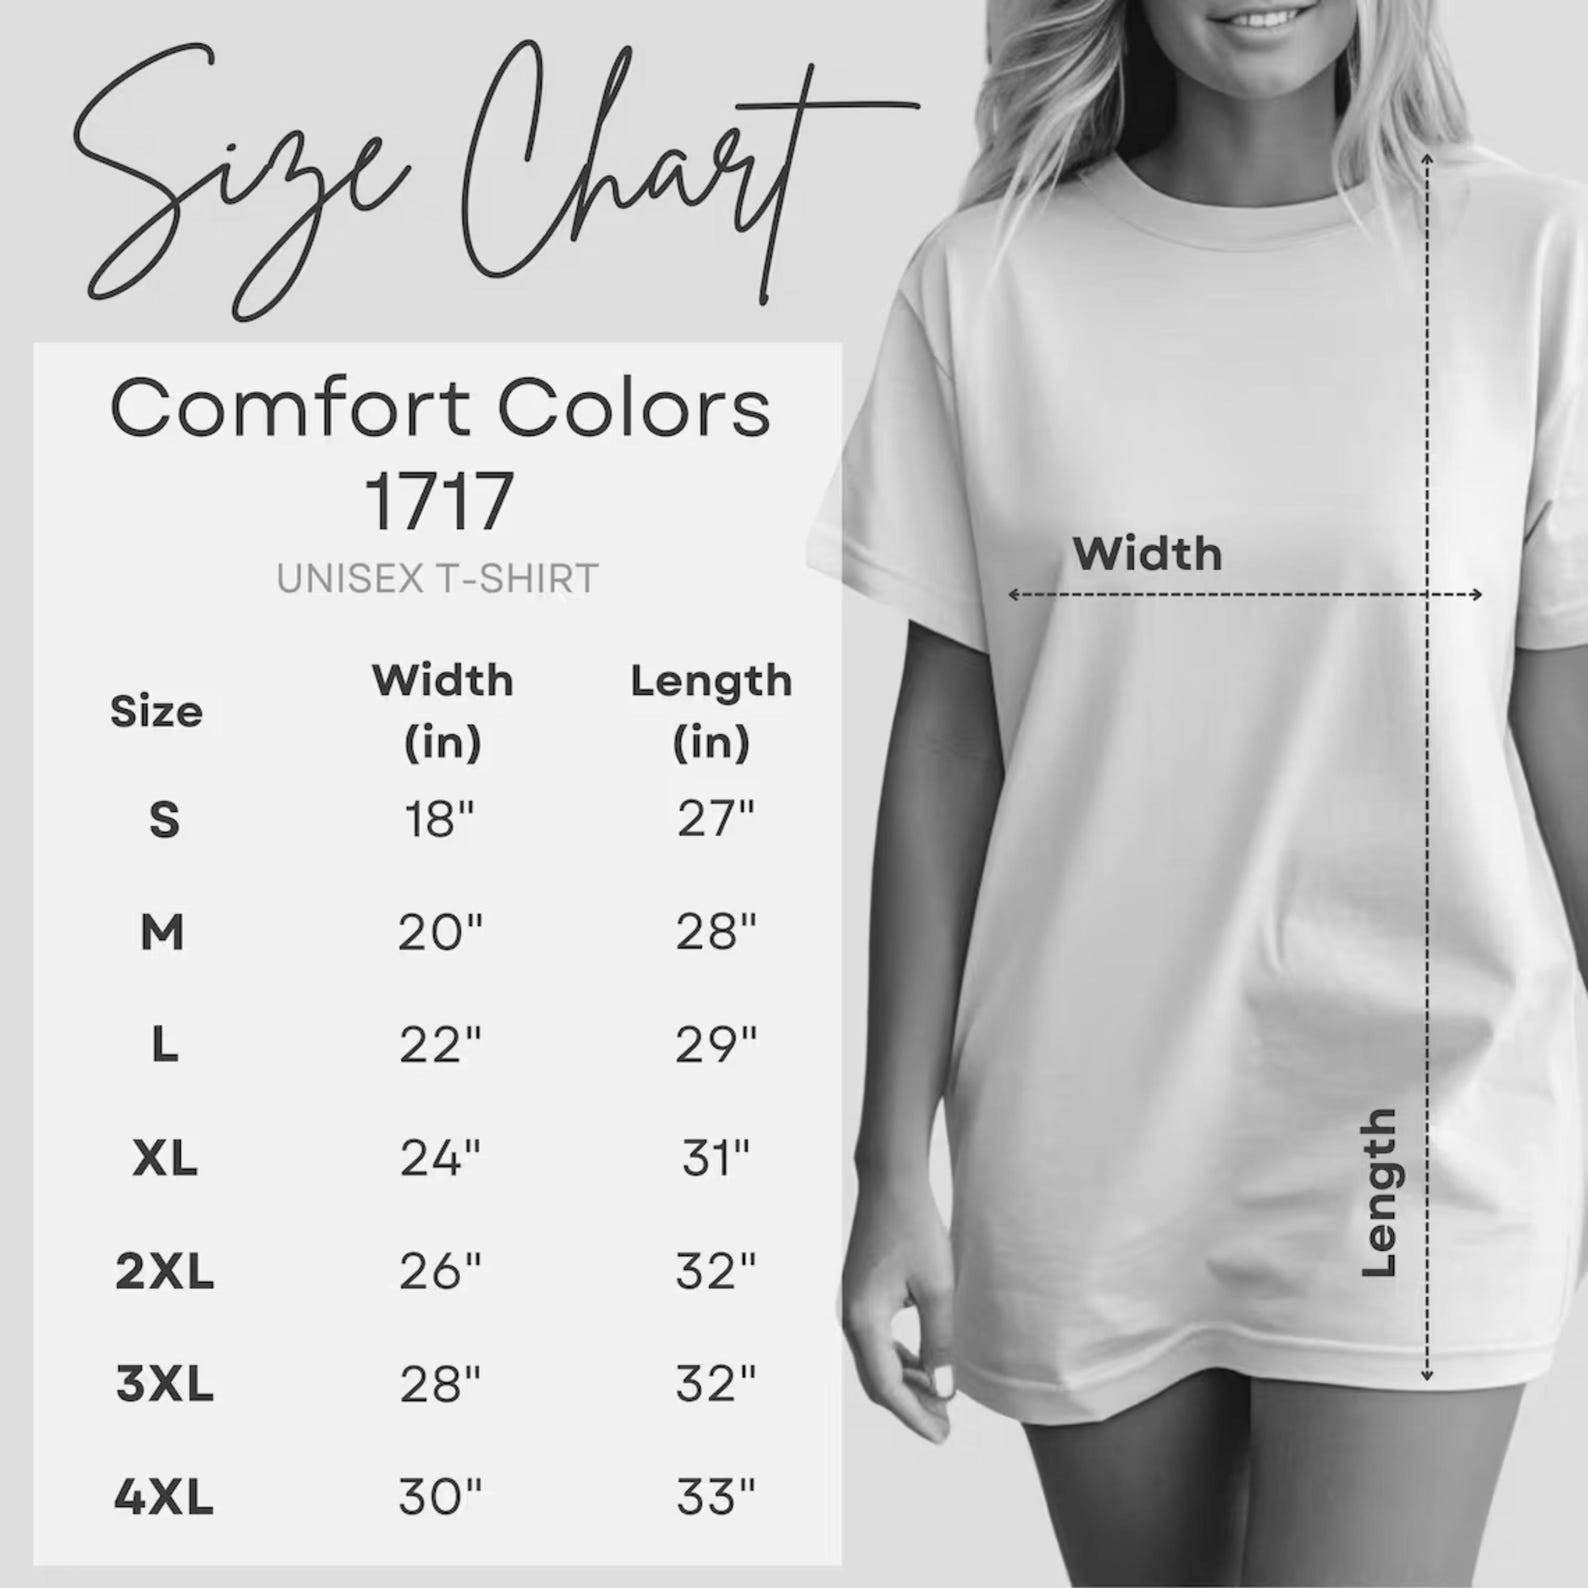 Size Chart
Comfort Colors
1717
UNISEX T-SHIRT
Size Width (in) Length (in)
S 18" 27"
M 20" 28"
L 22" 29"
XL 24" 31"
2XL 26" 32"
3XL 28" 32"
4XL 30" 33"
Width
Length